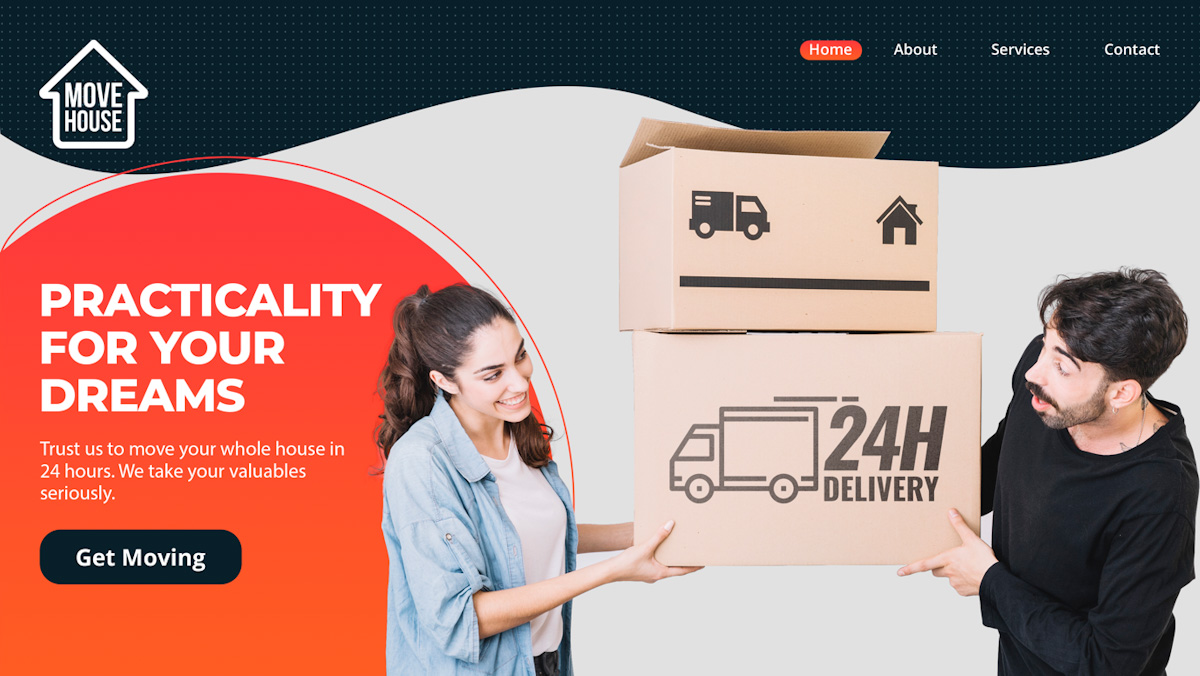 MOVE
HOUSE
Home About Services Contact
PRACTICALITY
FOR YOUR
DREAMS
Trust us to move your whole house in
24 hours. We take your valuables
seriously.
Get Moving
24H
DELIVERY